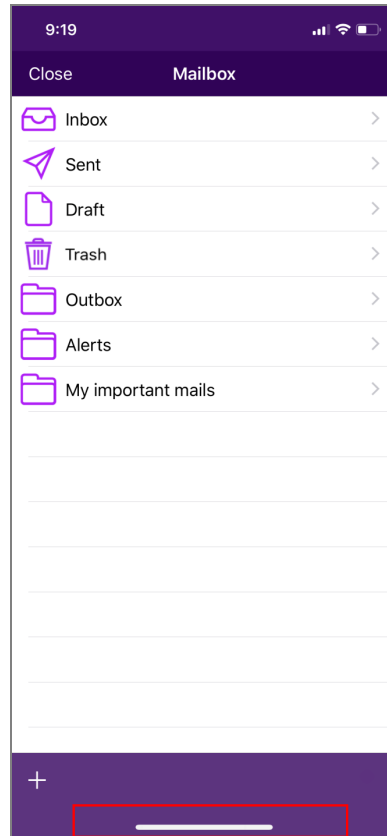 9:19
Close Mailbox
Inbox
Sent
Draft
Trash
Outbox
Alerts
My important mails
+